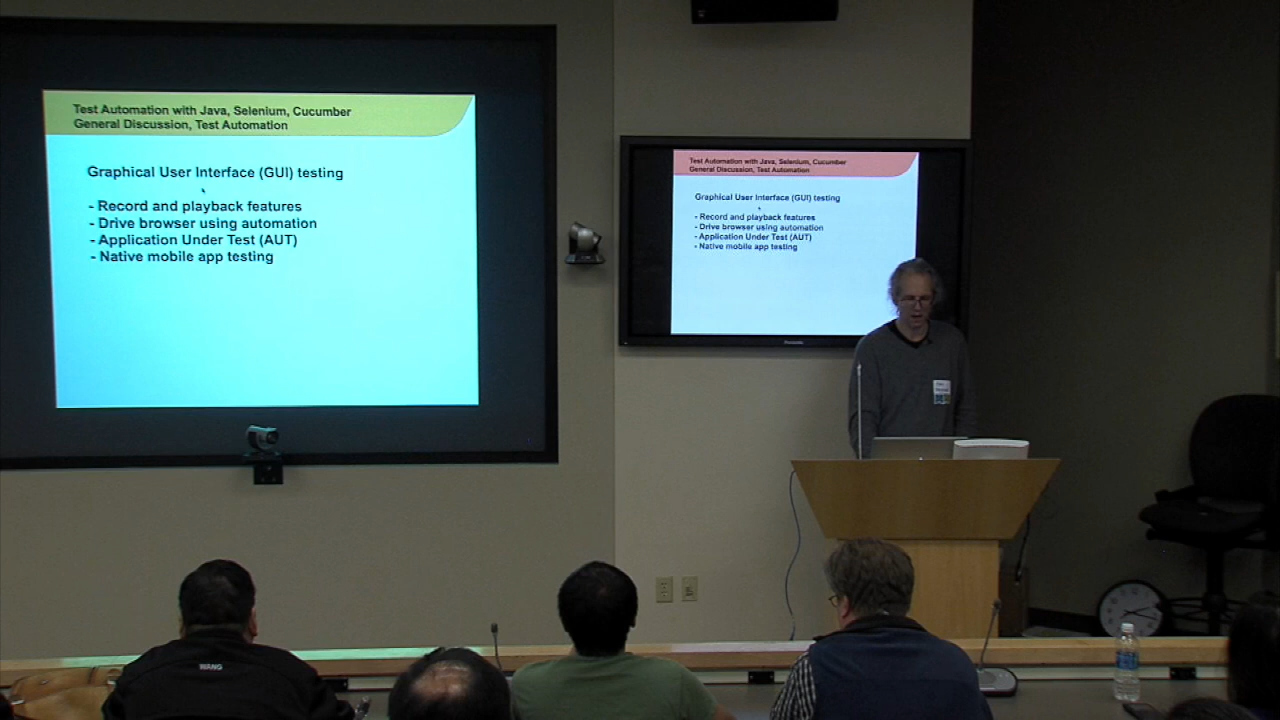 Test Automation with Java, Selenium, Cucumber
General Discussion, Test Automation
Graphical User Interface (GUI) testing
- Record and playback features
- Drive browser using automation
- Application Under Test (AUT)
- Native mobile app testing
Test Automation with Java, Selenium, Cucumber
General Discussion, Test Automation
Graphical User Interface (GUI) testing
- Record and playback features
- Drive browser using automation
- Application Under Test (AUT)
- Native mobile app testing
Panasonic
WANG